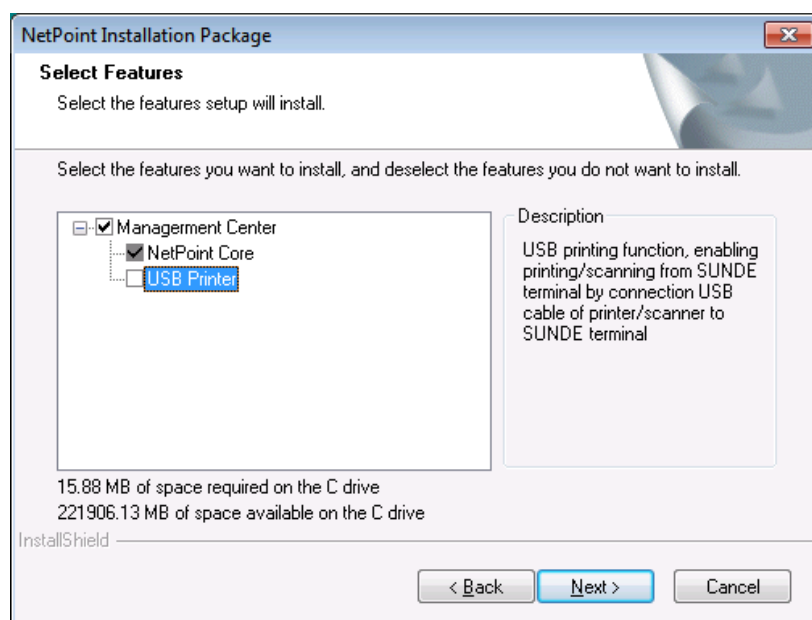 NetPoint Installation Package
Select Features
Select the features setup will install.
Select the features you want to install, and deselect the features you do not want to install.
Managerment Center
NetPoint Core
USB Printer
Description
USB printing function, enabling
printing/scanning from SUNDE
terminal by connection USB
cable of printer/scanner to
SUNDE terminal
15.88 MB of space required on the C drive
221906.13 MB of space available on the C drive
InstallShield
< Back
Next >
Cancel